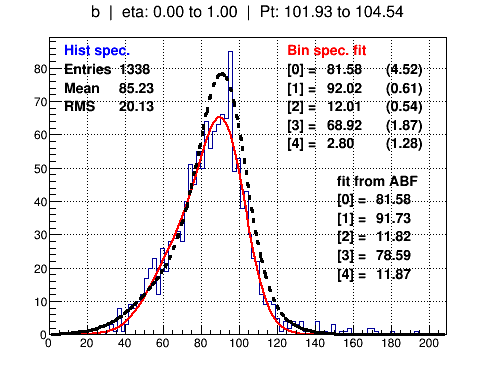 b | eta: 0.00 to 1.00 | Pt: 101.93 to 104.54
Hist spec.
Entries 1338
Mean 85.23
RMS 20.13
Bin spec. fit
[0] = 81.58 (4.52)
[1] = 92.02 (0.61)
[2] = 12.01 (0.54)
[3] = 68.92 (1.87)
[4] = 2.80 (1.28)
fit from ABF
[0] = 81.58
[1] = 91.73
[2] = 11.82
[3] = 78.59
[4] = 11.87
80
70
60
50
40
30
20
10
0
0 20 40 60 80 100 120 140 160 180 200